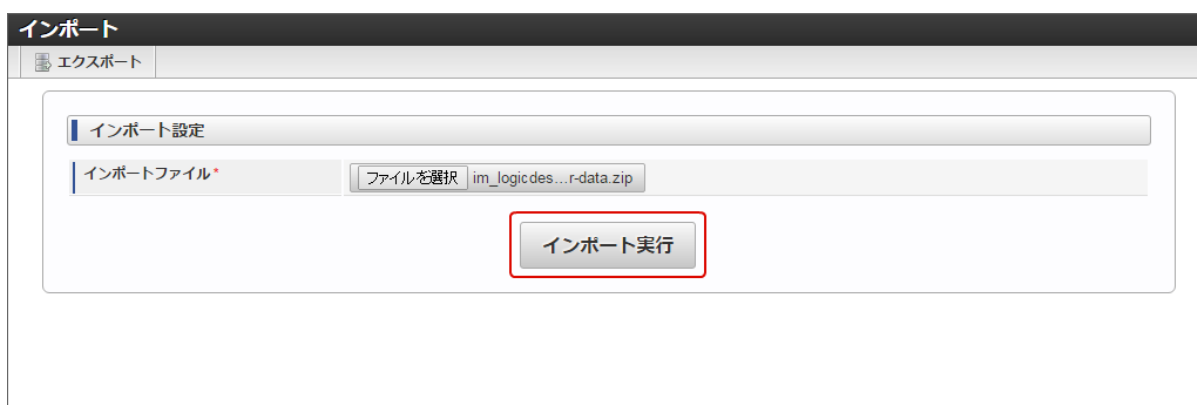 インポート
エクスポート
インポート設定
インポートファイル*
ファイルを選択 im_logicdes...r-data.zip
インポート実行